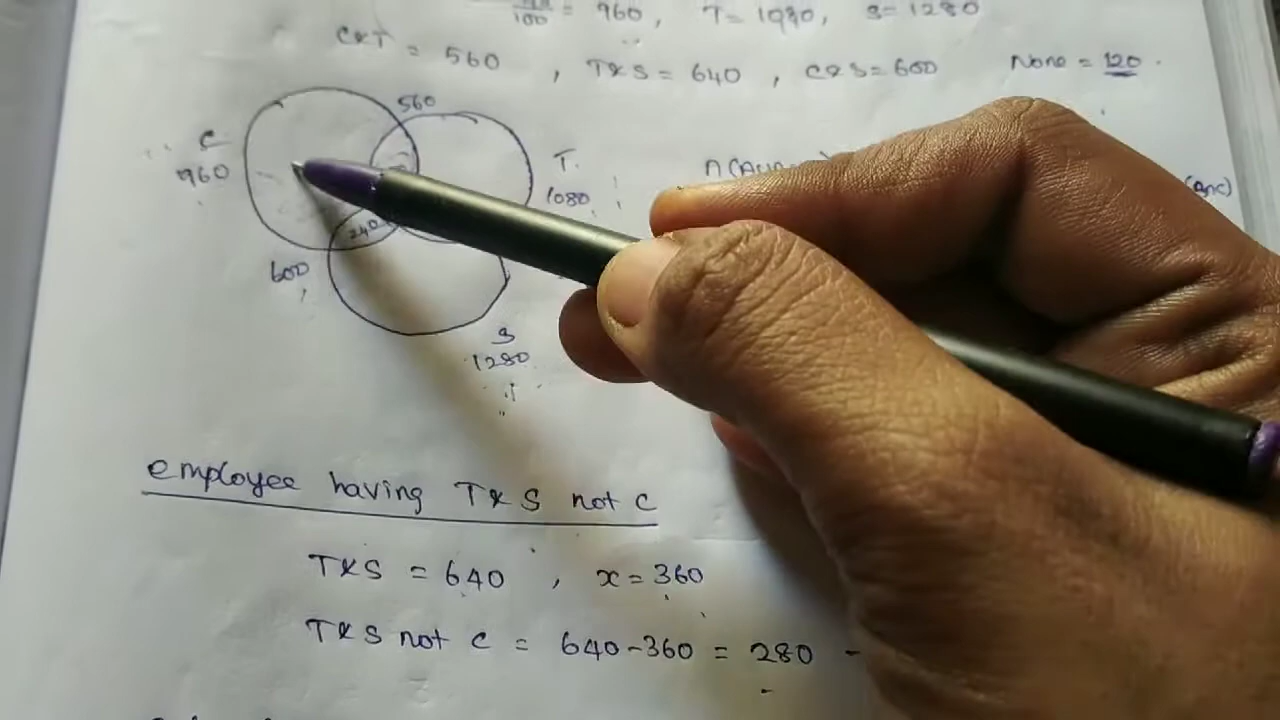 100 = 960, T = 1080, S = 1280
C&T = 560, T&S = 640, C&S = 600 None = 120.
560
C T.
960 1080
240
600
S
1280
employee having T&S not C
T&S = 640, x = 360
T&S not C = 640-360 = 280